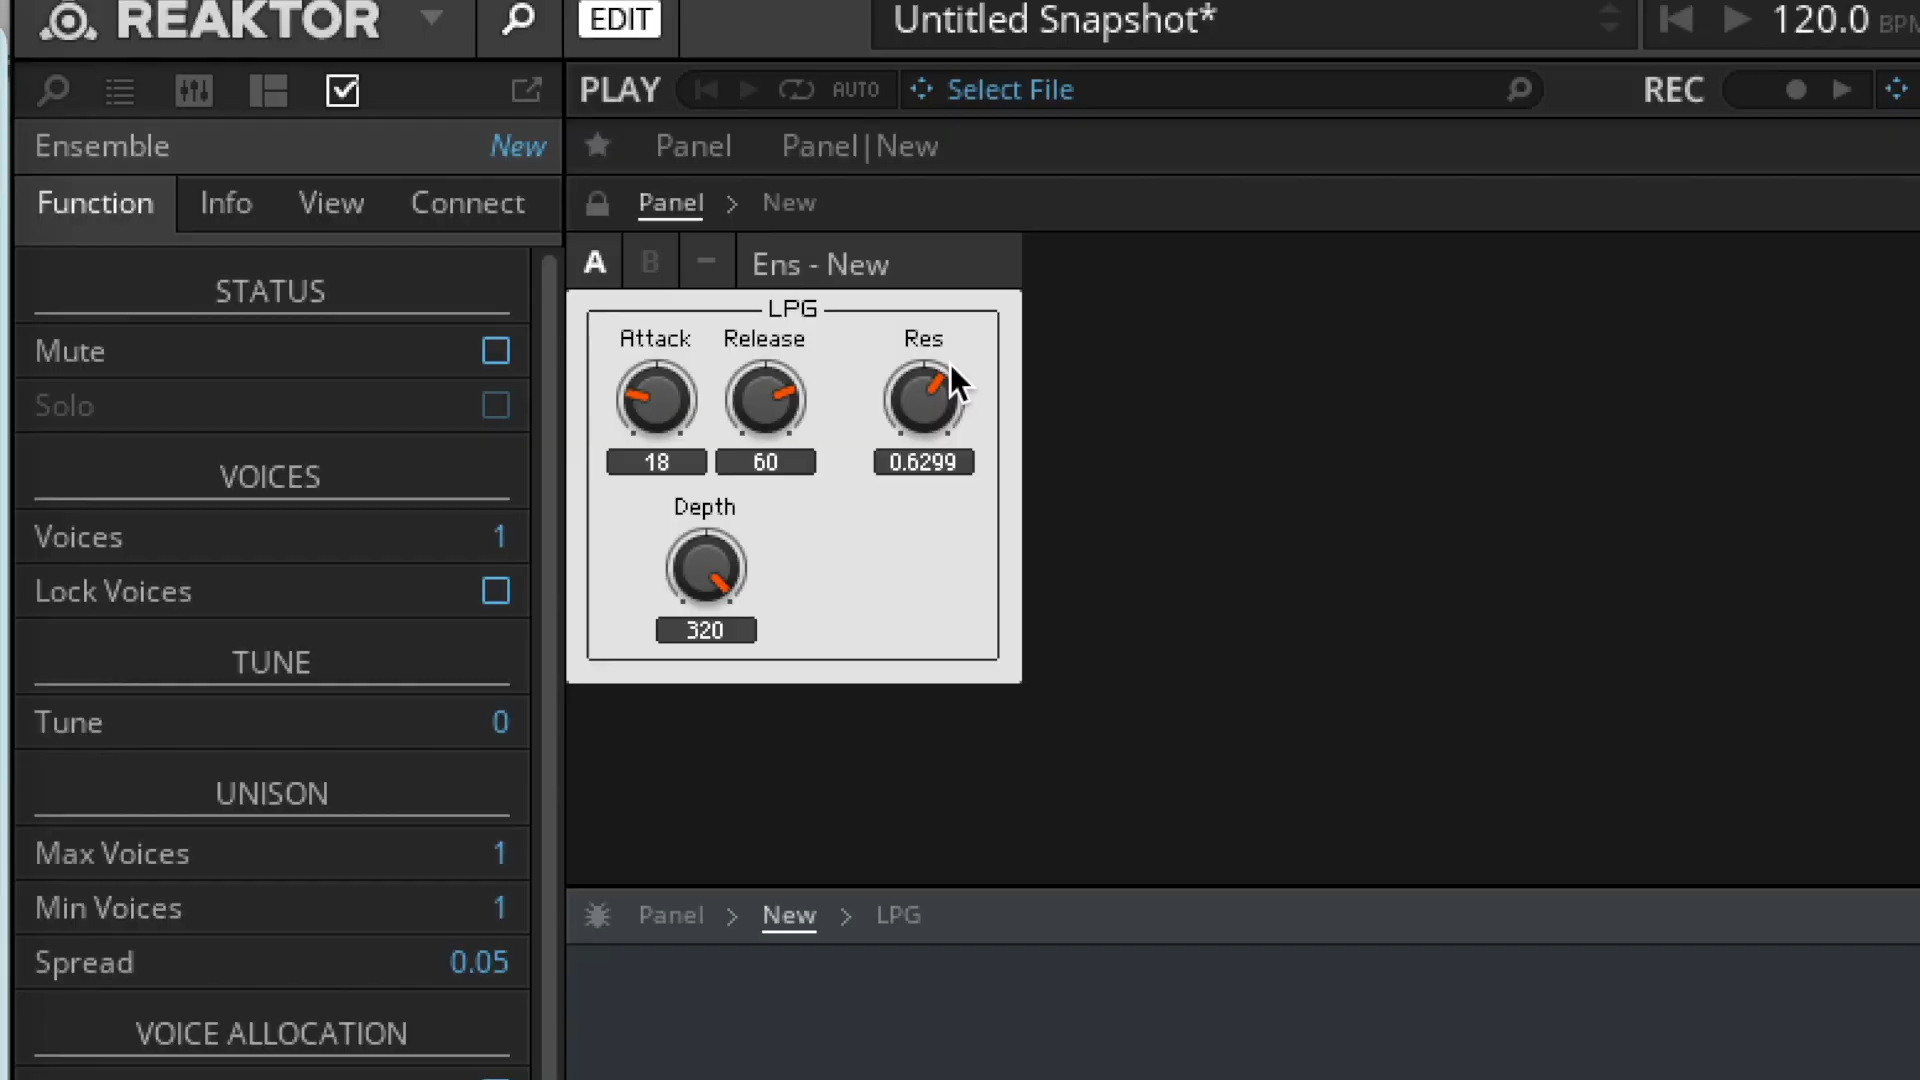 REAKTOR EDIT Untitled Snapshot* 120.0 BPM
PLAY AUTO Select File REC
Ensemble New Panel Panel|New
Function Info View Connect Panel > New
A B - Ens - New
STATUS
Mute
Solo
VOICES
Voices 1
Lock Voices
TUNE
Tune 0
UNISON
Max Voices 1
Min Voices 1
Spread 0.05
VOICE ALLOCATION
LPG
Attack Release Res
18 60 0.6299
Depth
320
Panel > New > LPG